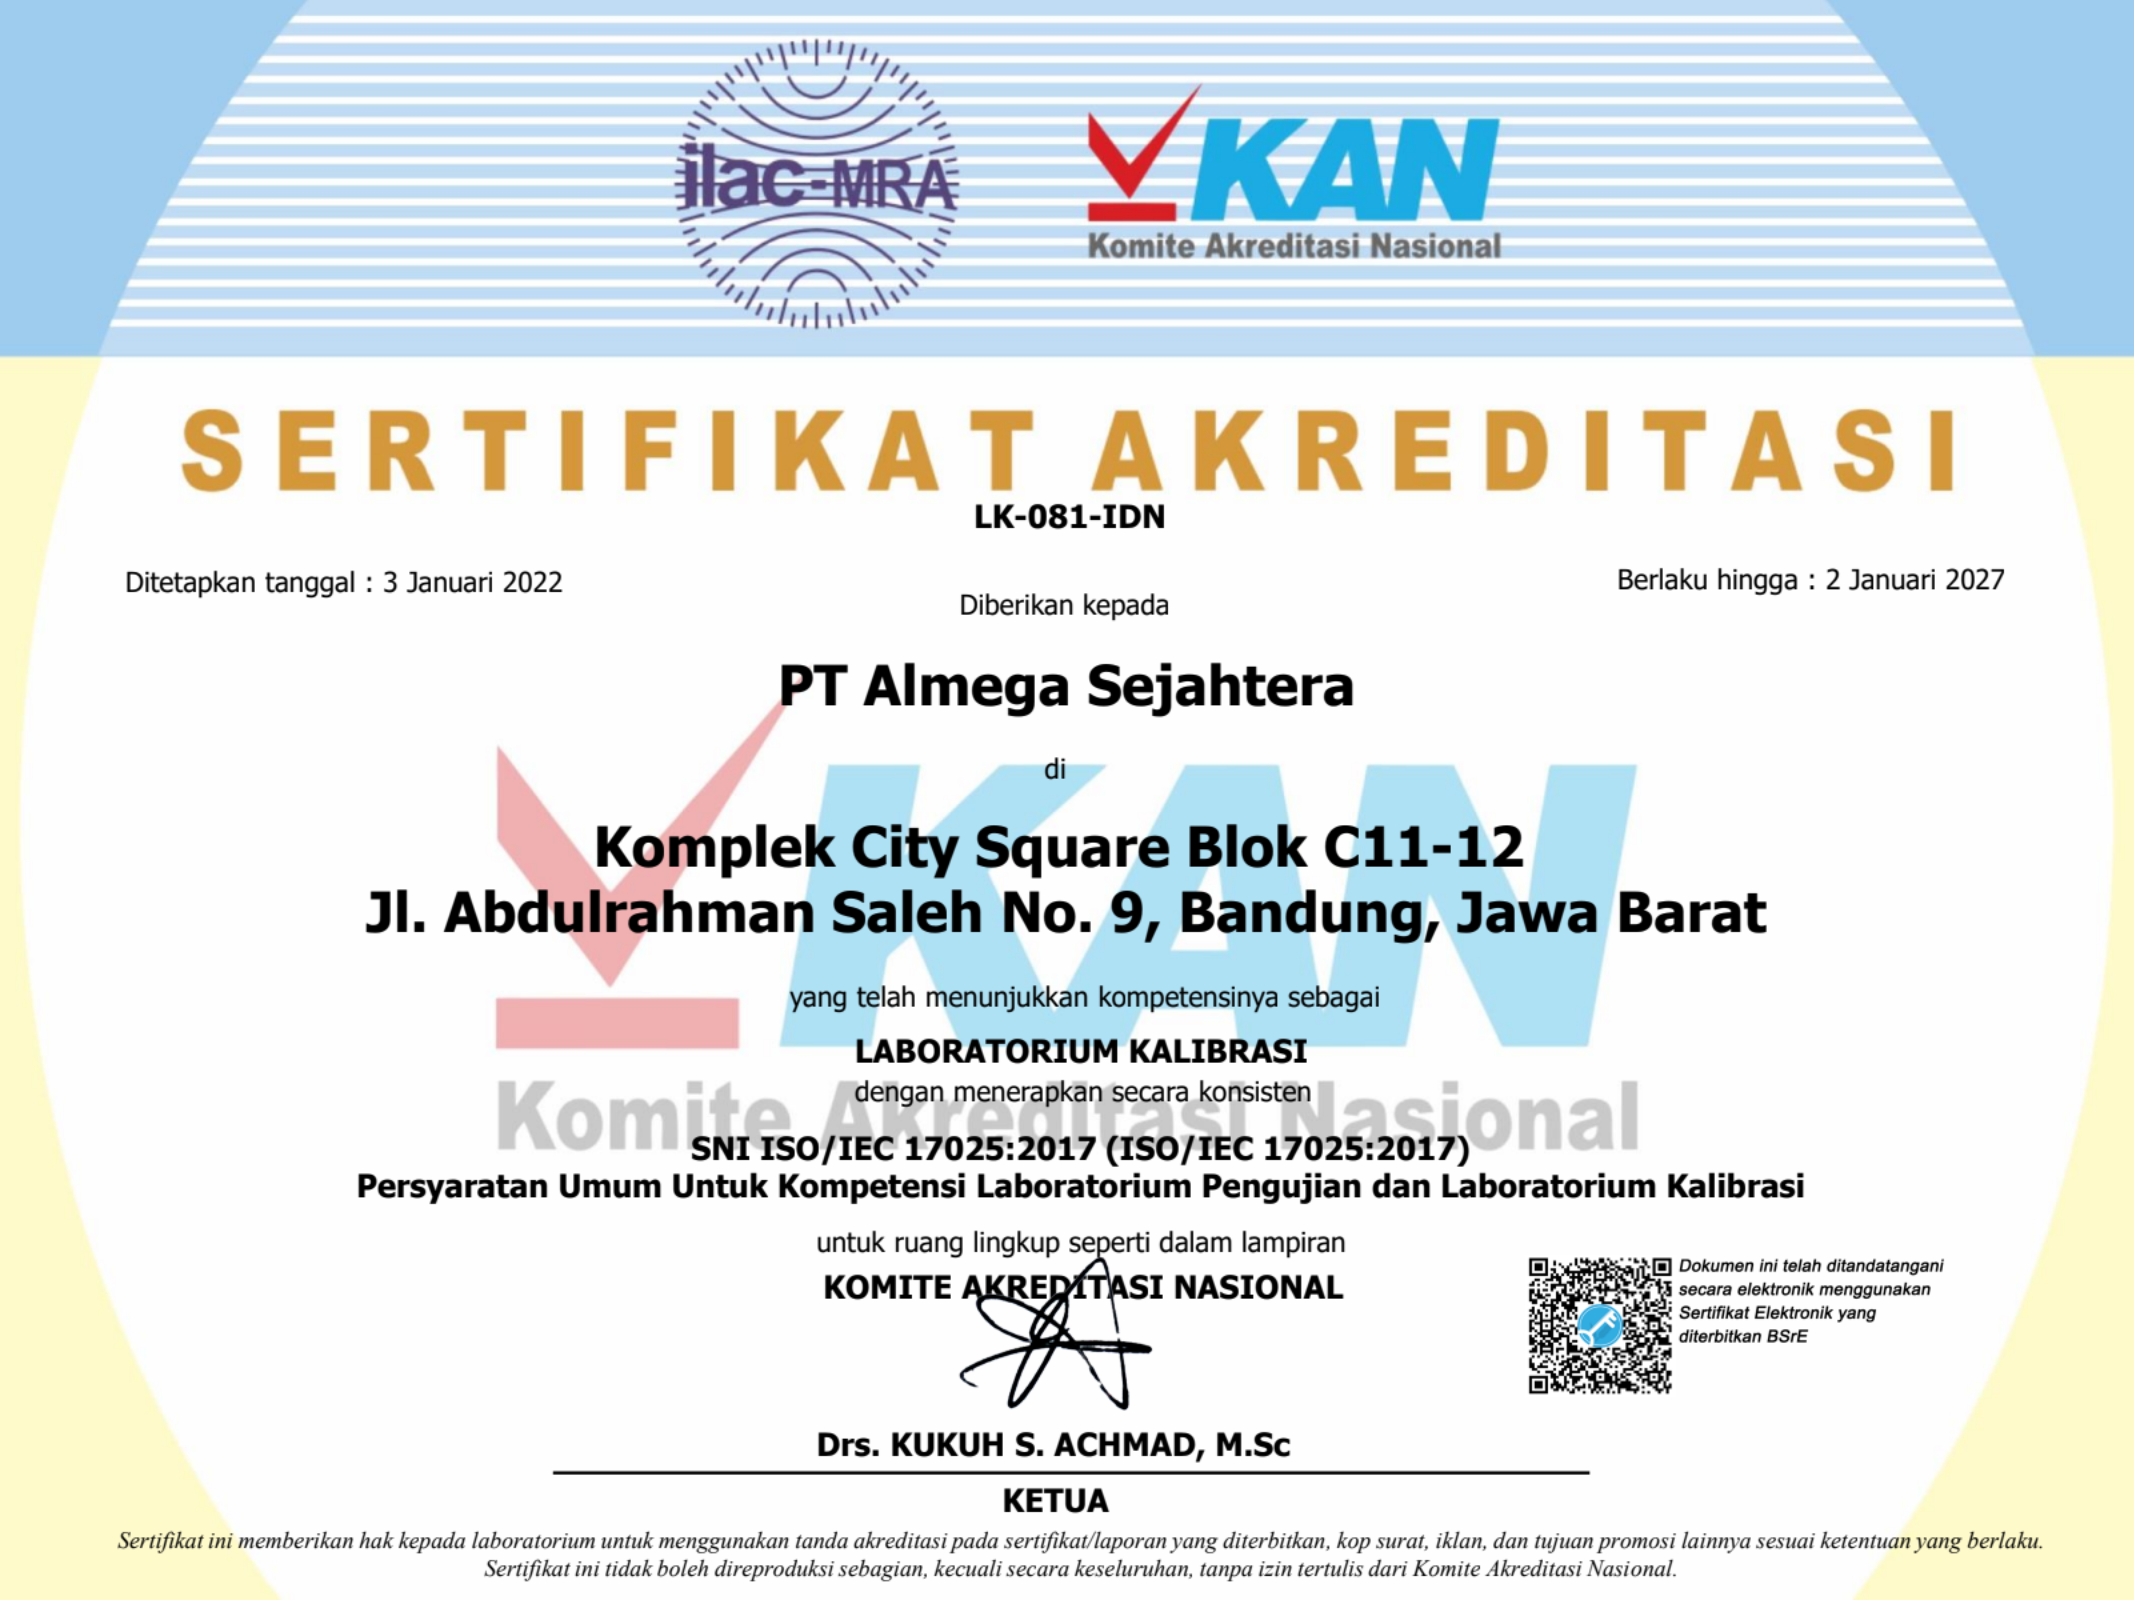 ilac-MRA
KAN
Komite Akreditasi Nasional
SERTIFIKAT AKREDITASI
LK-081-IDN
Ditetapkan tanggal : 3 Januari 2022
Berlaku hingga : 2 Januari 2027
Diberikan kepada
PT Almega Sejahtera
di
Komplek City Square Blok C11-12
Jl. Abdulrahman Saleh No. 9, Bandung, Jawa Barat
yang telah menunjukkan kompetensinya sebagai
LABORATORIUM KALIBRASI
dengan menerapkan secara konsisten
KAN
Komite Akreditasi Nasional
SNI ISO/IEC 17025:2017 (ISO/IEC 17025:2017)
Persyaratan Umum Untuk Kompetensi Laboratorium Pengujian dan Laboratorium Kalibrasi
untuk ruang lingkup seperti dalam lampiran
KOMITE AKREDITASI NASIONAL
Dokumen ini telah ditandatangani
secara elektronik menggunakan
Sertifikat Elektronik yang
diterbitkan BSrE
Drs. KUKUH S. ACHMAD, M.Sc
KETUA
Sertifikat ini memberikan hak kepada laboratorium untuk menggunakan tanda akreditasi pada sertifikat/laporan yang diterbitkan, kop surat, iklan, dan tujuan promosi lainnya sesuai ketentuan yang berlaku.
Sertifikat ini tidak boleh direproduksi sebagian, kecuali secara keseluruhan, tanpa izin tertulis dari Komite Akreditasi Nasional.